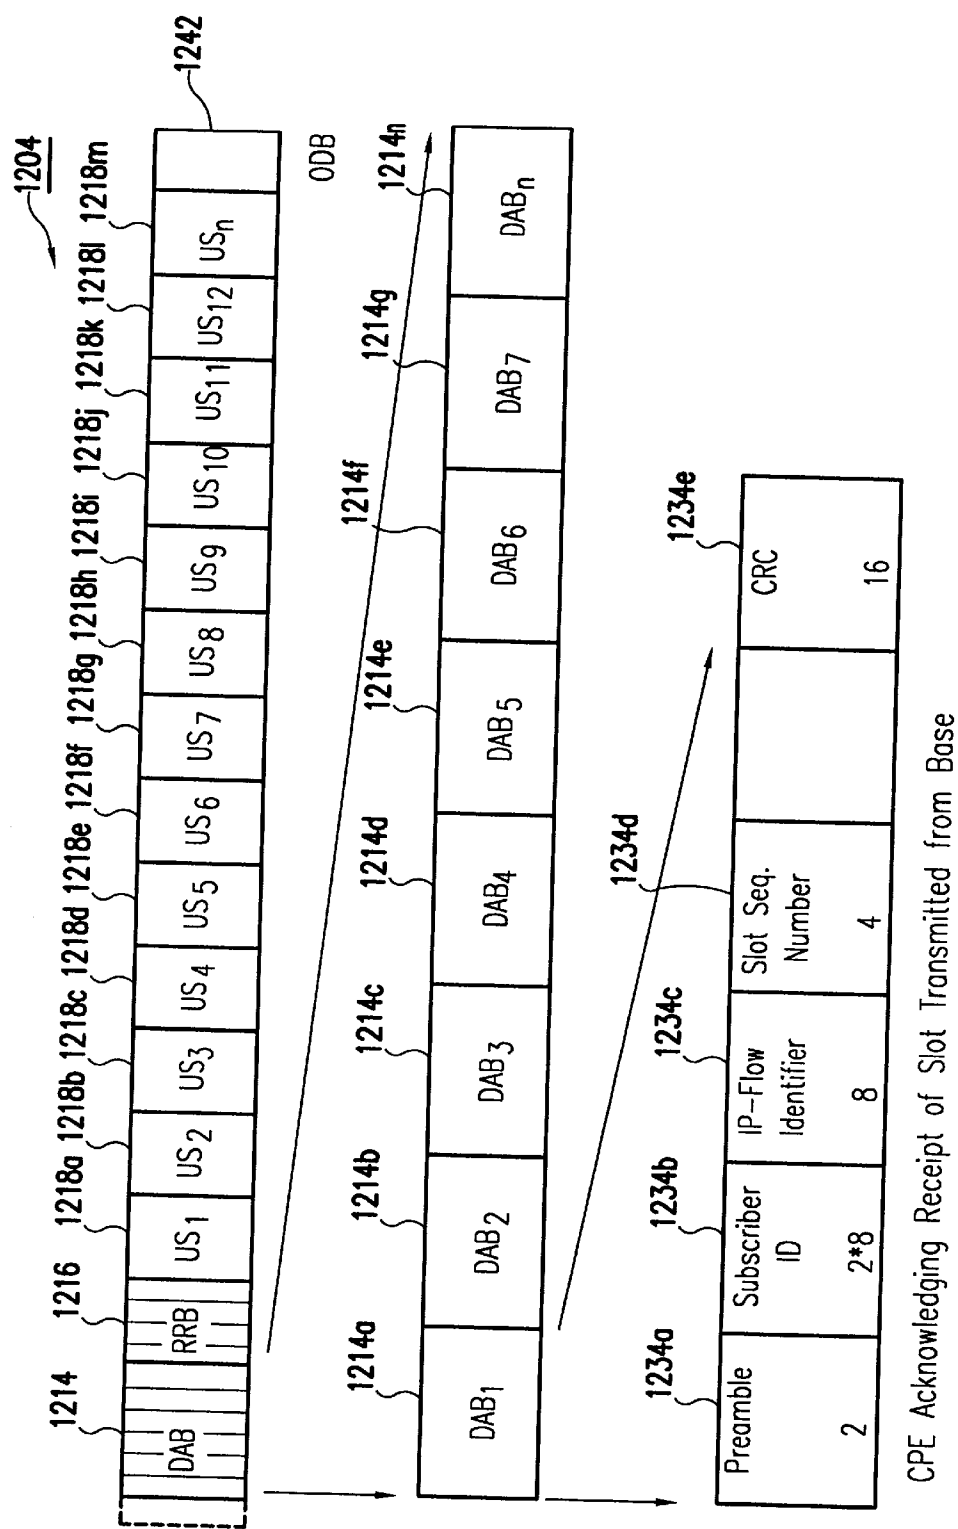 1204
1214 1216 1218a 1218b 1218c 1218d 1218e 1218f 1218g 1218h 1218i 1218j 1218k 1218l 1218m
DAB RRB US1 US2 US3 US4 US5 US6 US7 US8 US9 US10 US11 US12 USn
1242
ODB
1214a 1214b 1214c 1214d 1214e 1214f 1214g 1214n
DAB1 DAB2 DAB3 DAB4 DAB5 DAB6 DAB7 DABn
1234a 1234b 1234c 1234d 1234e
Preamble
2
Subscriber
ID
2*8
IP-Flow
Identifier
8
Slot Seq.
Number
4
CRC
16
CPE Acknowledging Receipt of Slot Transmitted from Base